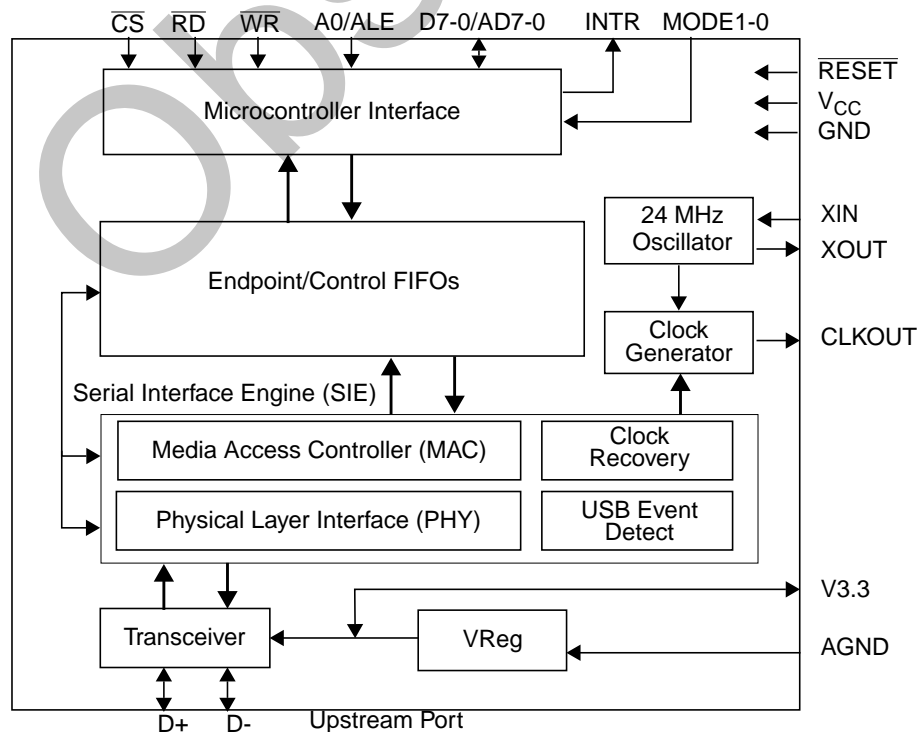 CS RD WR A0/ALE D7-0/AD7-0 INTR MODE1-0
RESET
VCC
GND
Microcontroller Interface
24 MHz
Oscillator
XIN
XOUT
Endpoint/Control FIFOs
Clock
Generator
CLKOUT
Serial Interface Engine (SIE)
Media Access Controller (MAC)
Clock
Recovery
Physical Layer Interface (PHY)
USB Event
Detect
V3.3
Transceiver
VReg
AGND
D+ D- Upstream Port